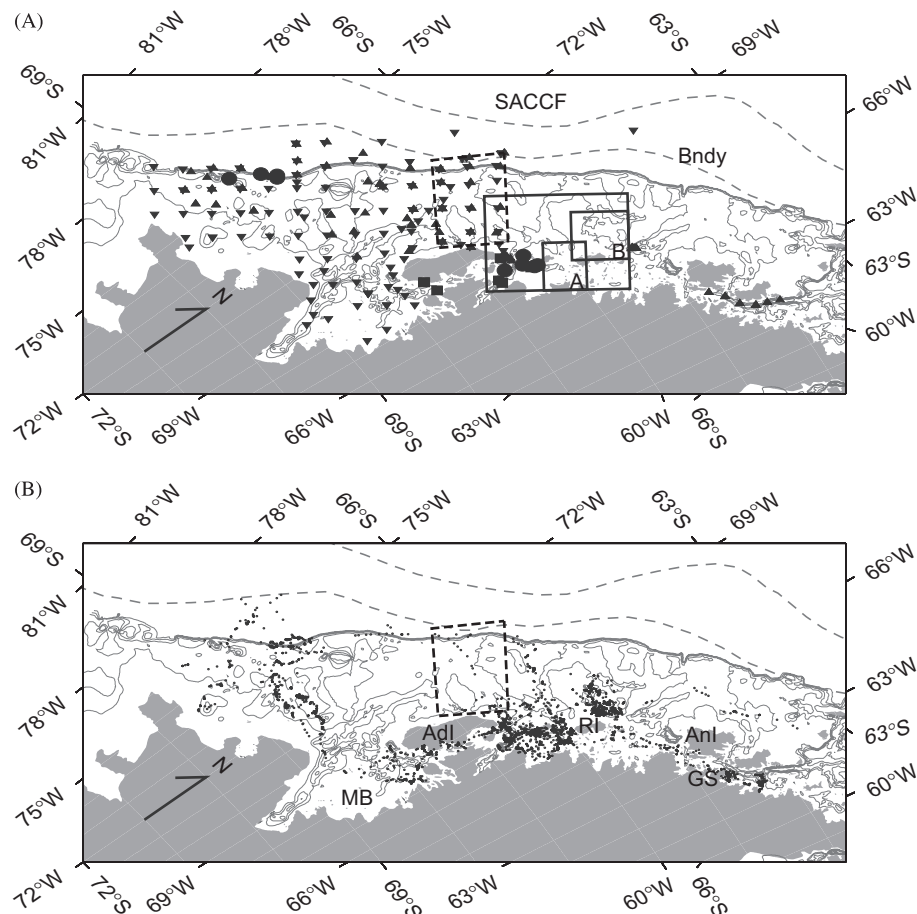 (A)
81°W 78°W 66°S 75°W 72°W 63°S 69°W
69°S 66°W
81°W SACCF
Bndy
78°W 63°W
B 63°S
N A
75°W 60°W
72°W 72°S 69°W 66°W 69°S 63°W 60°W 66°S
(B)
81°W 78°W 66°S 75°W 72°W 63°S 69°W
69°S 66°W
81°W
78°W 63°W
AdI RI AnI 63°S
N GS
75°W MB 60°W
72°W 72°S 69°W 66°W 69°S 63°W 60°W 66°S